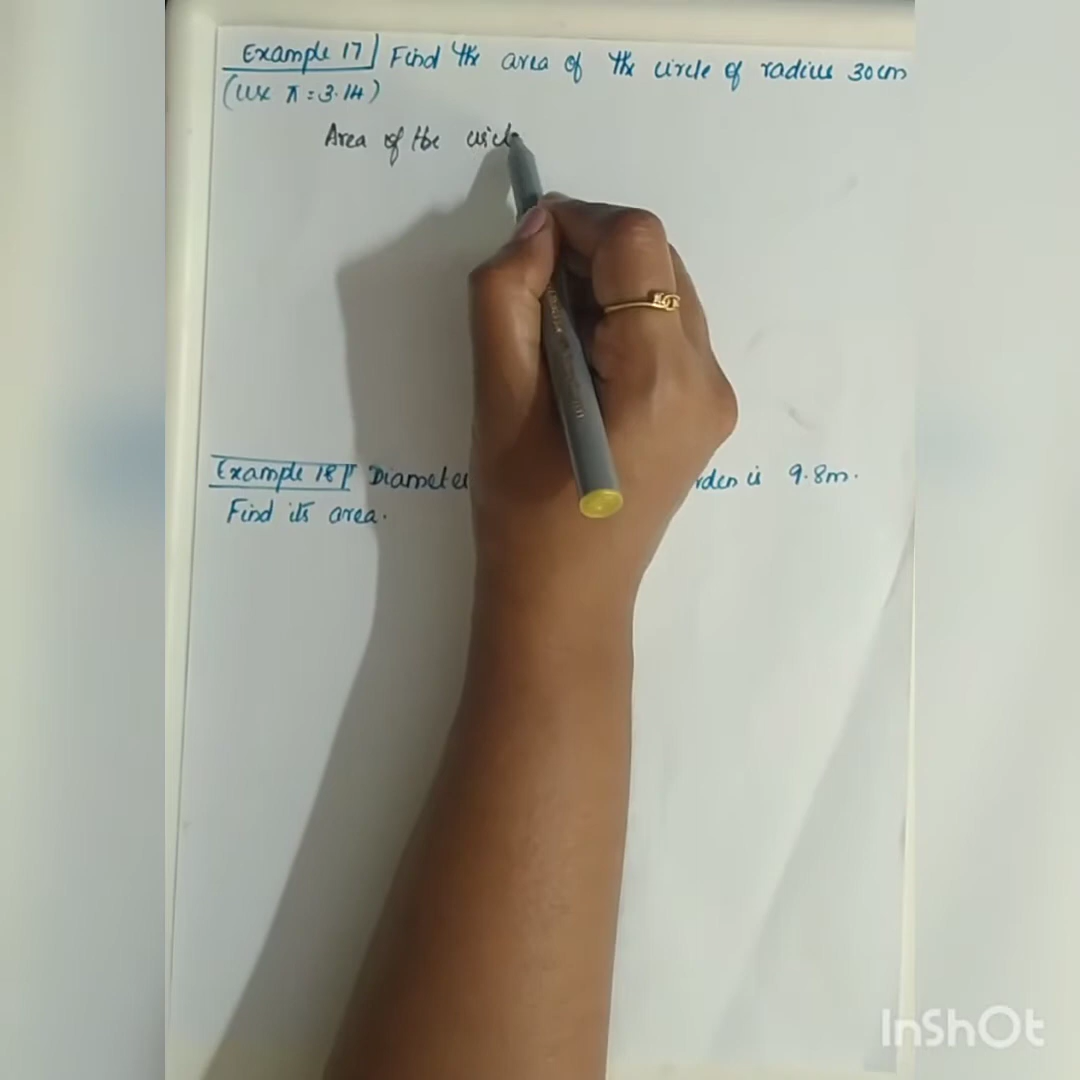 Example 17 Find the area of the circle of radius 30cm
(use π = 3.14)
Area of the circle
Example 18 Diameter rden is 9.8m.
Find its area.
InShOt